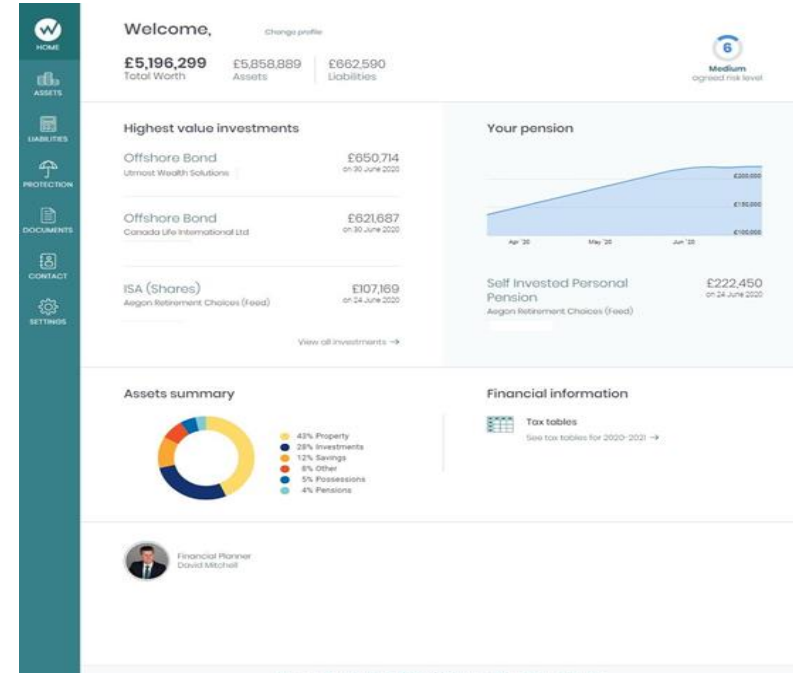 HOME
ASSETS
LIABILITIES
PROTECTION
DOCUMENTS
CONTACT
SETTINGS
Welcome,
Change profile
£5,196,299
Total Worth
£5,858,889
Assets
£662,590
Liabilities
6
Medium
agreed risk level
Highest value investments
Offshore Bond
£650,714
Utmost Wealth Solutions
on 30 June 2020
Offshore Bond
£621,687
Canada Life International Ltd
on 30 June 2020
ISA (Shares)
£107,169
Aegon Retirement Choices (Feed)
on 24 June 2020
View all investments →
Your pension
£200,000
£150,000
£100,000
Apr '20
May '20
Jun '20
Self Invested Personal
Pension
£222,450
on 24 June 2020
Aegon Retirement Choices (Feed)
Assets summary
43% Property
28% Investments
12% Savings
8% Other
5% Possessions
4% Pensions
Financial information
Tax tables
See tax tables for 2020-2021 →
Financial Planner
David Mitchell